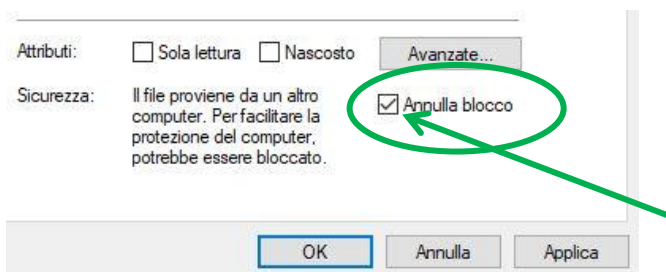 Attributi: Sola lettura Nascosto Avanzate...
Sicurezza: Il file proviene da un altro
computer. Per facilitare la
protezione del computer,
potrebbe essere bloccato.
Annulla blocco
OK Annulla Applica